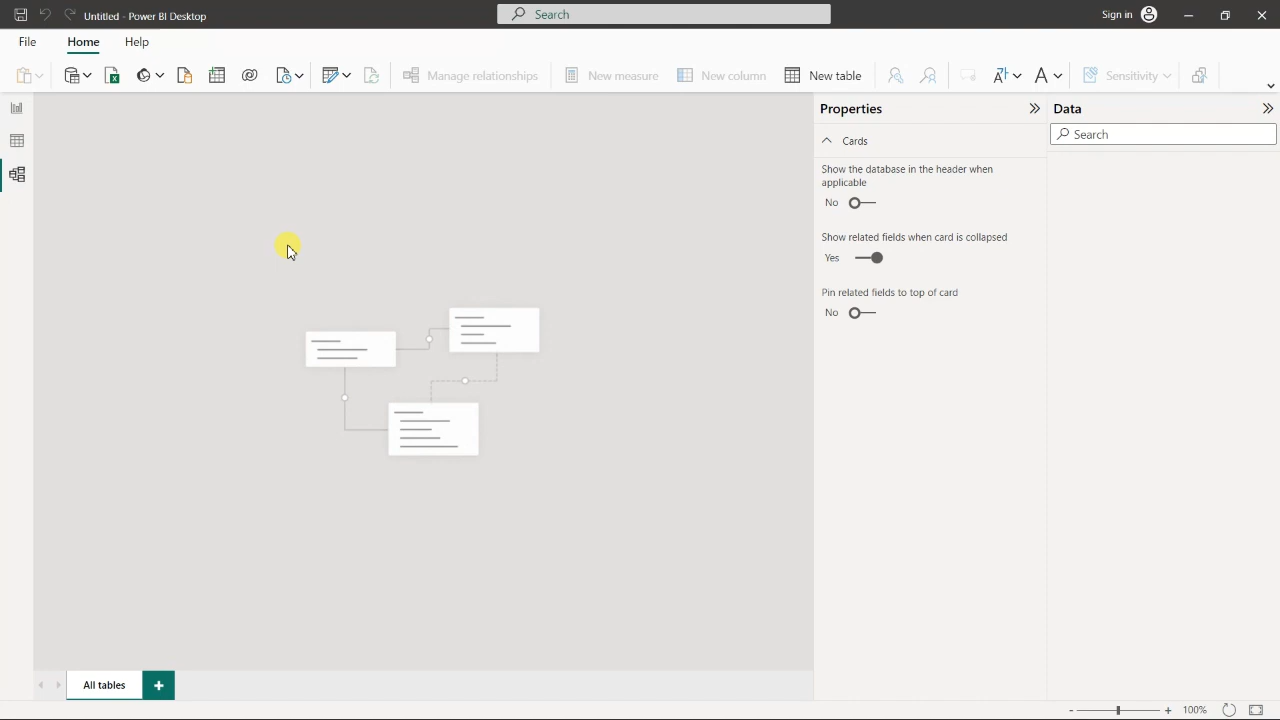 Untitled - Power BI Desktop
Search
Sign in
File
Home
Help
Manage relationships
New measure
New column
New table
Sensitivity
Properties
Data
Cards
Search
Show the database in the header when
applicable
No
Show related fields when card is collapsed
Yes
Pin related fields to top of card
No
All tables
+
- + 100%